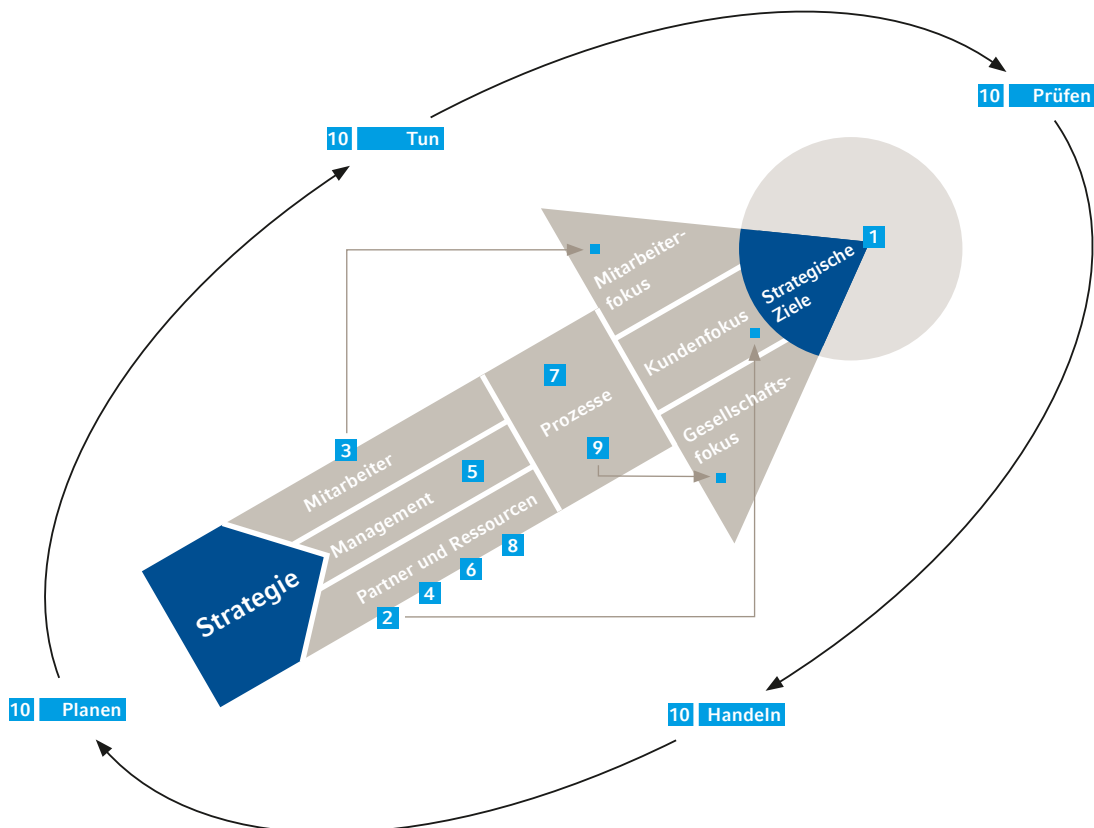 10 Prüfen
10 Tun
1
Mitarbeiter-
fokus
Strategische
Ziele
Kundenfokus
7
Gesellschafts-
fokus
Prozesse
9
3
Mitarbeiter
5
Management
Partner und Ressourcen
8
6
4
2
Strategie
10 Planen
10 Handeln